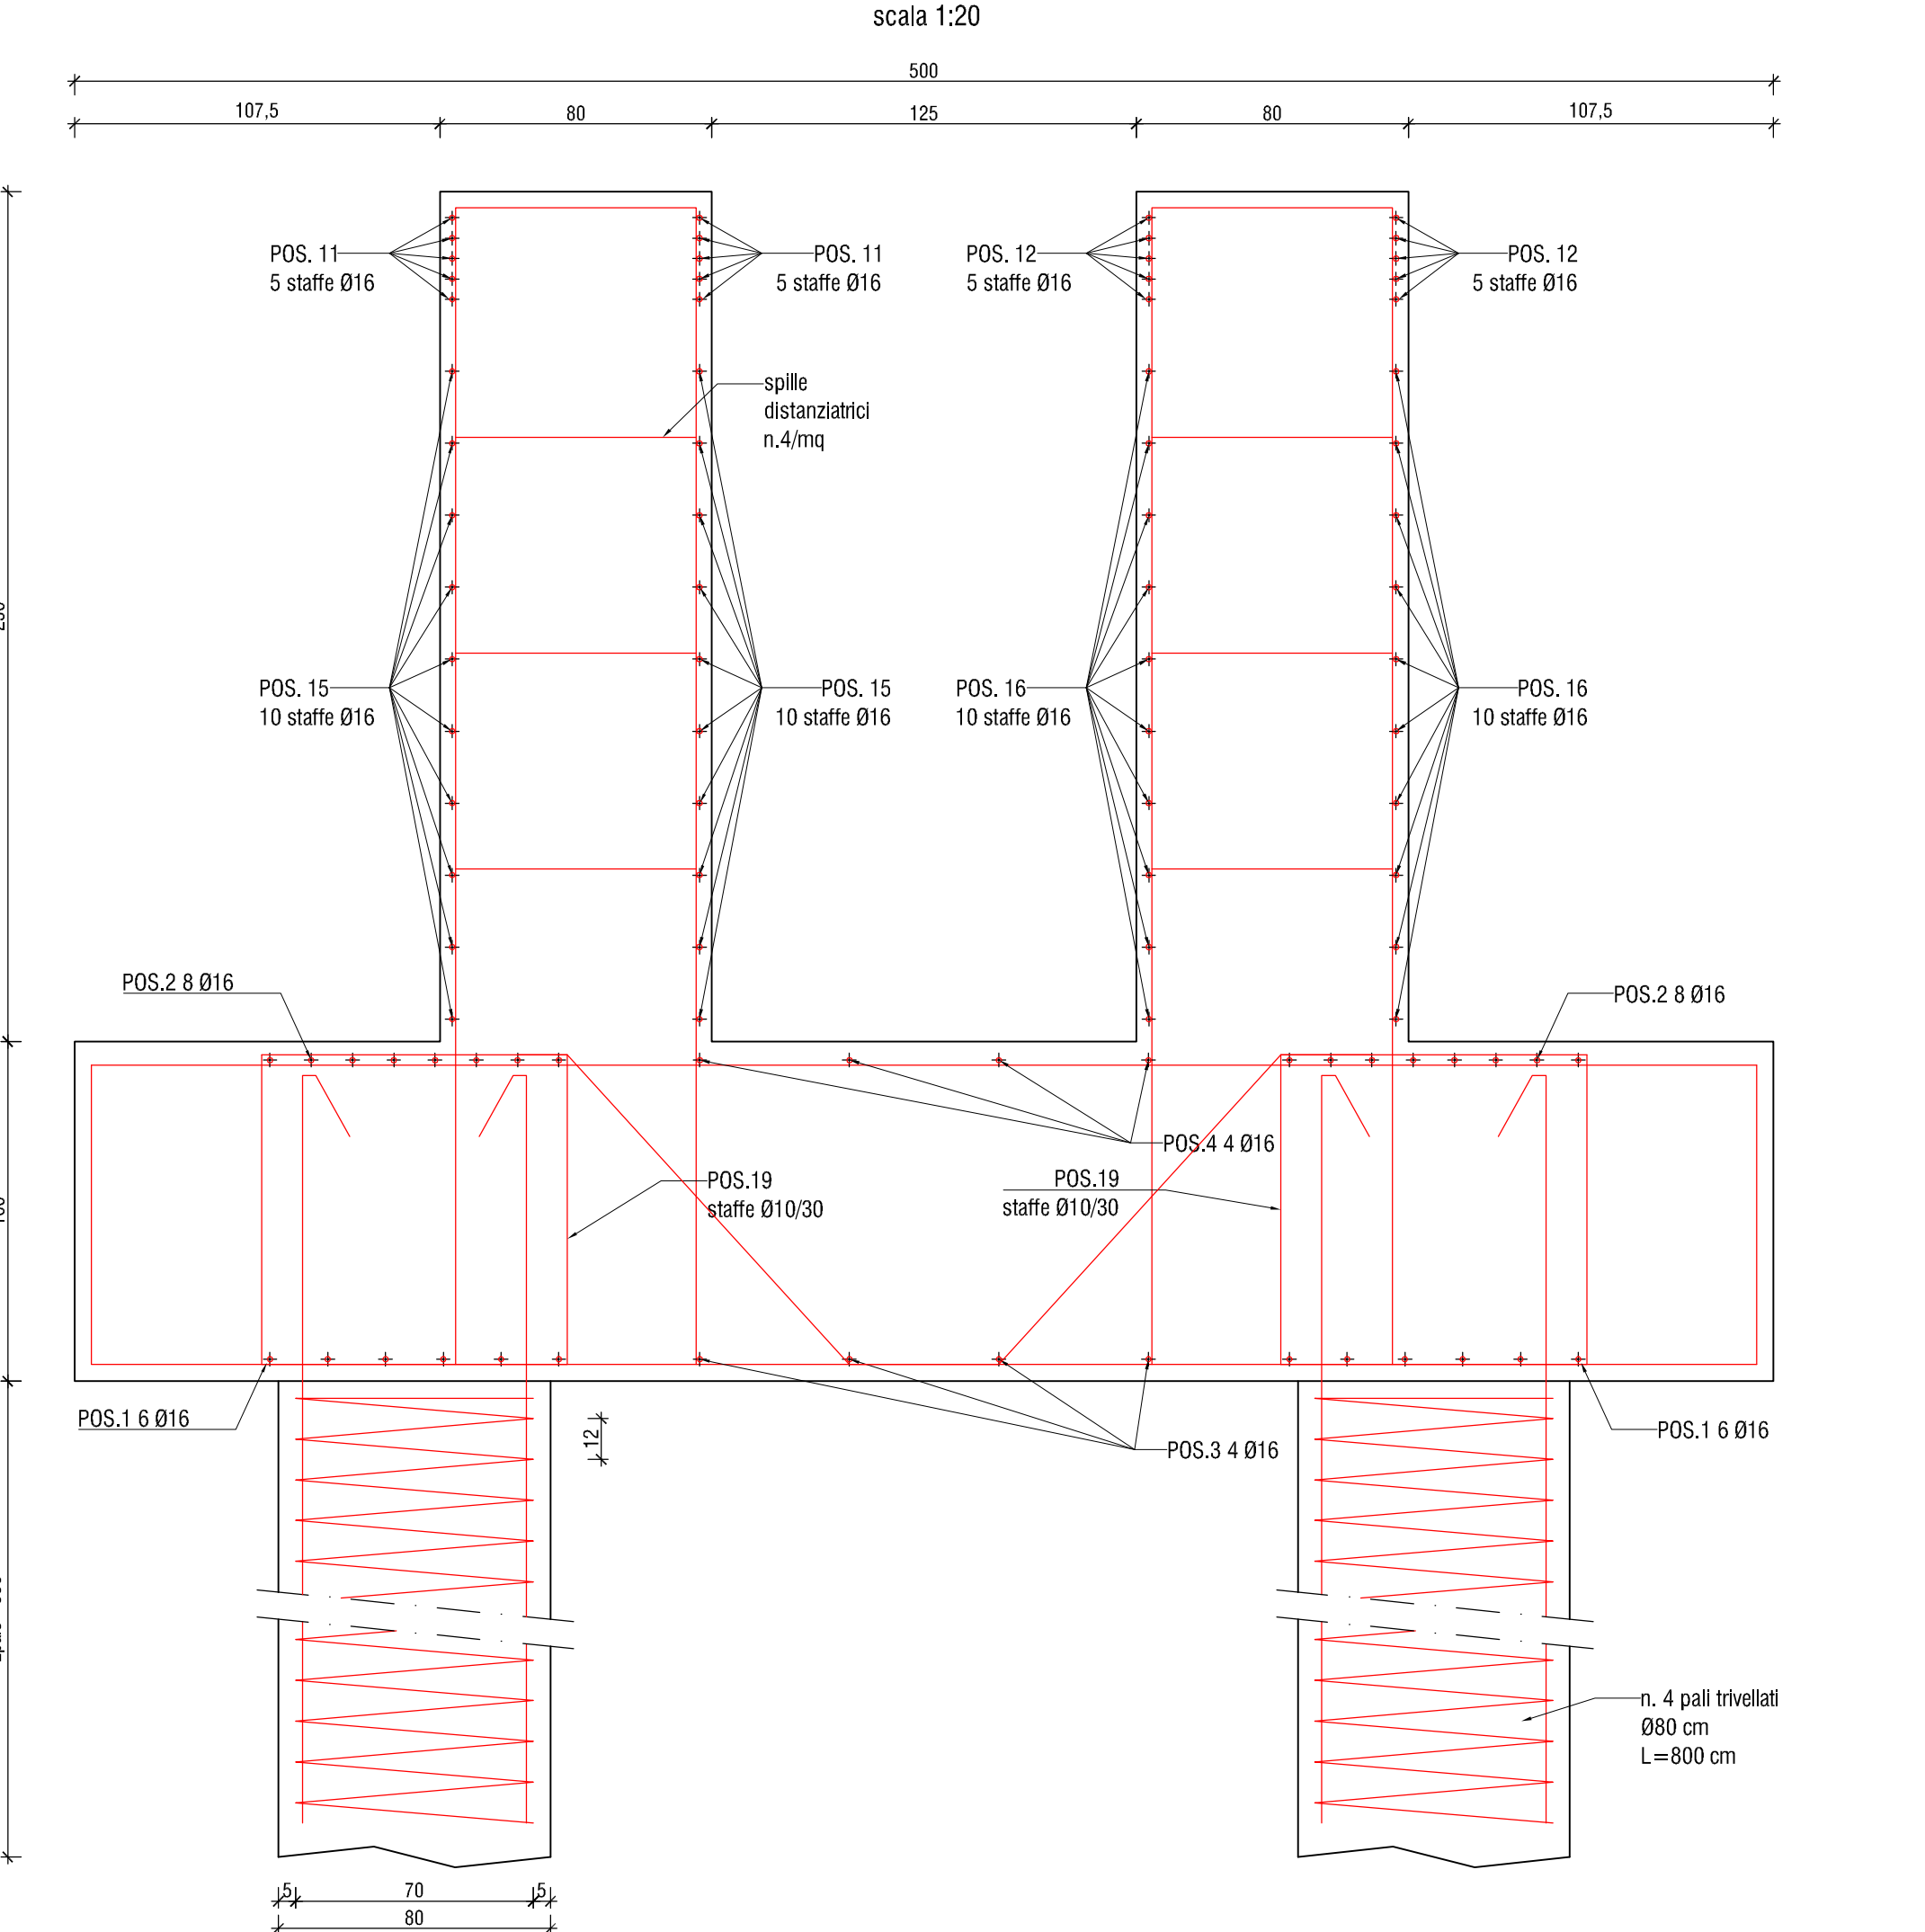 scala 1:20
500
107,5
80
125
80
107,5
POS. 11
5 staffe Ø16
POS. 11
5 staffe Ø16
POS. 12
5 staffe Ø16
POS. 12
5 staffe Ø16
spille
distanziatrici
n.4/mq
POS. 15
10 staffe Ø16
POS. 15
10 staffe Ø16
POS. 16
10 staffe Ø16
POS. 16
10 staffe Ø16
POS.2 8 Ø16
POS.2 8 Ø16
POS.4 4 Ø16
POS.19
staffe Ø10/30
POS.19
staffe Ø10/30
POS.1 6 Ø16
12
POS.3 4 Ø16
POS.1 6 Ø16
n. 4 pali trivellati
Ø80 cm
L=800 cm
5
70
5
80